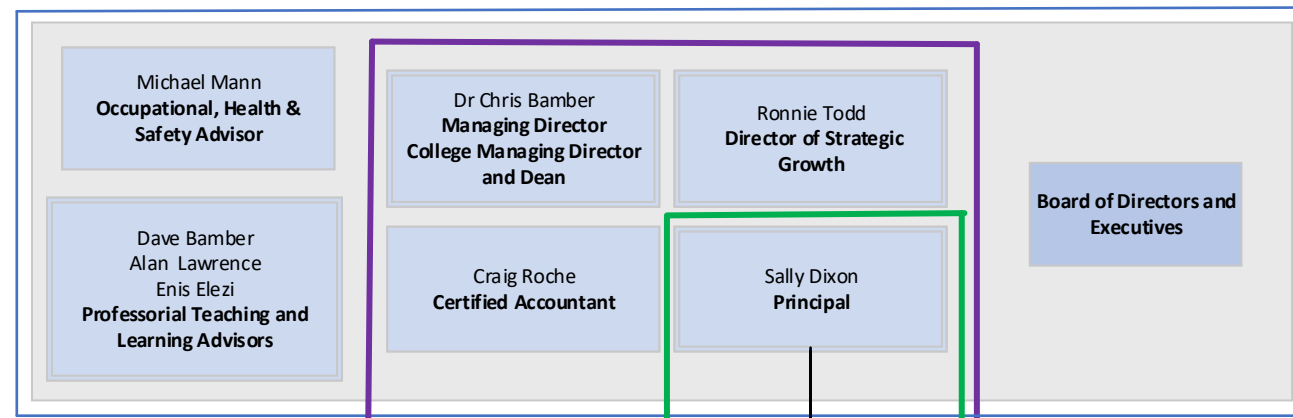 Michael Mann
Occupational, Health &
Safety Advisor
Dr Chris Bamber
Managing Director
College Managing Director
and Dean
Ronnie Todd
Director of Strategic
Growth
Board of Directors and
Executives
Dave Bamber
Alan Lawrence
Enis Elezi
Professorial Teaching and
Learning Advisors
Craig Roche
Certified Accountant
Sally Dixon
Principal